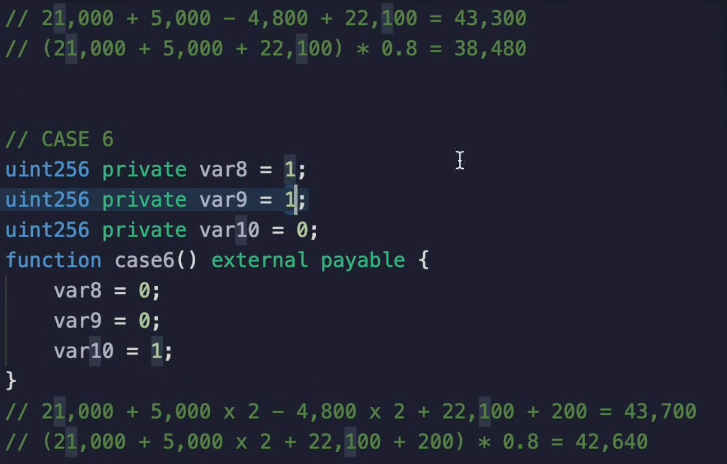 // 21,000 + 5,000 - 4,800 + 22,100 = 43,300
// (21,000 + 5,000 + 22,100) * 0.8 = 38,480
// CASE 6
uint256 private var8 = 1;
uint256 private var9 = 1;
uint256 private var10 = 0;
function case6() external payable {
    var8 = 0;
    var9 = 0;
    var10 = 1;
}
// 21,000 + 5,000 x 2 - 4,800 x 2 + 22,100 + 200 = 43,700
// (21,000 + 5,000 x 2 + 22,100 + 200) * 0.8 = 42,640